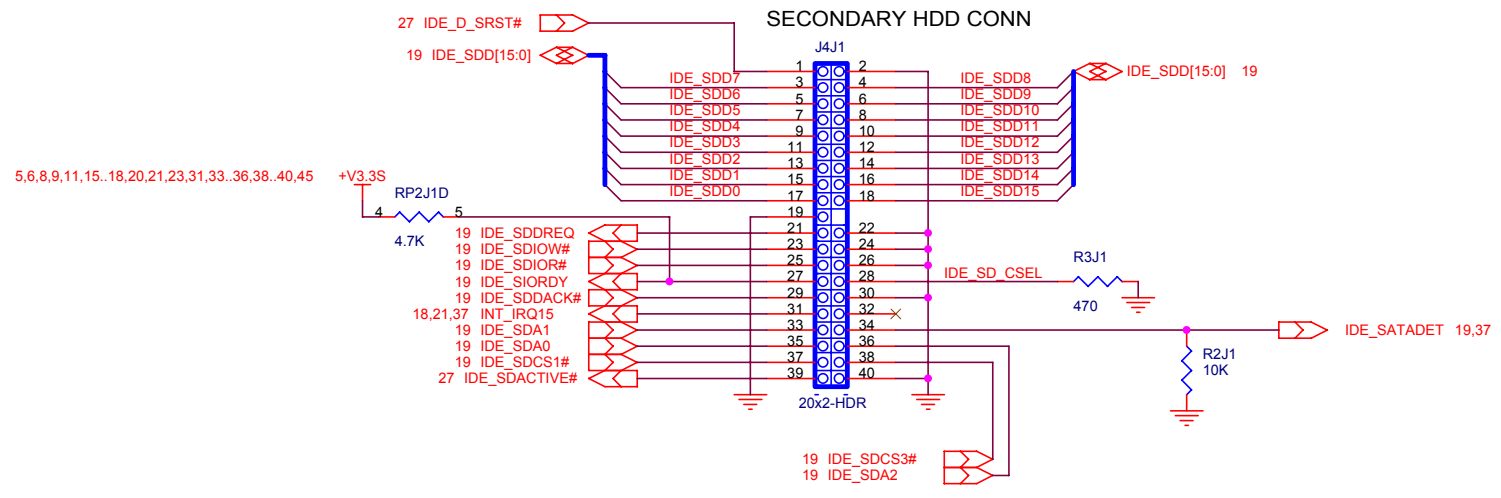 SECONDARY HDD CONN
27 IDE_D_SRST#
J4J1
19 IDE_SDD[15:0]
IDE_SDD[15:0] 19
1 2
IDE_SDD7 3 4 IDE_SDD8
IDE_SDD6 5 6 IDE_SDD9
IDE_SDD5 7 8 IDE_SDD10
IDE_SDD4 9 10 IDE_SDD11
IDE_SDD3 11 12 IDE_SDD12
IDE_SDD2 13 14 IDE_SDD13
IDE_SDD1 15 16 IDE_SDD14
IDE_SDD0 17 18 IDE_SDD15
5,6,8,9,11,15..18,20,21,23,31,33..36,38..40,45 +V3.3S
RP2J1D
4 5
4.7K
19
19 IDE_SDDREQ 21 22
19 IDE_SDIOW# 23 24
19 IDE_SDIOR# 25 26
19 IDE_SIORDY 27 28 IDE_SD_CSEL
R3J1
470
19 IDE_SDDACK# 29 30
18,21,37 INT_IRQ15 31 32
19 IDE_SDA1 33 34
IDE_SATADET 19,37
19 IDE_SDA0 35 36
19 IDE_SDCS1# 37 38
27 IDE_SDACTIVE# 39 40
R2J1
10K
20x2-HDR
19 IDE_SDCS3#
19 IDE_SDA2